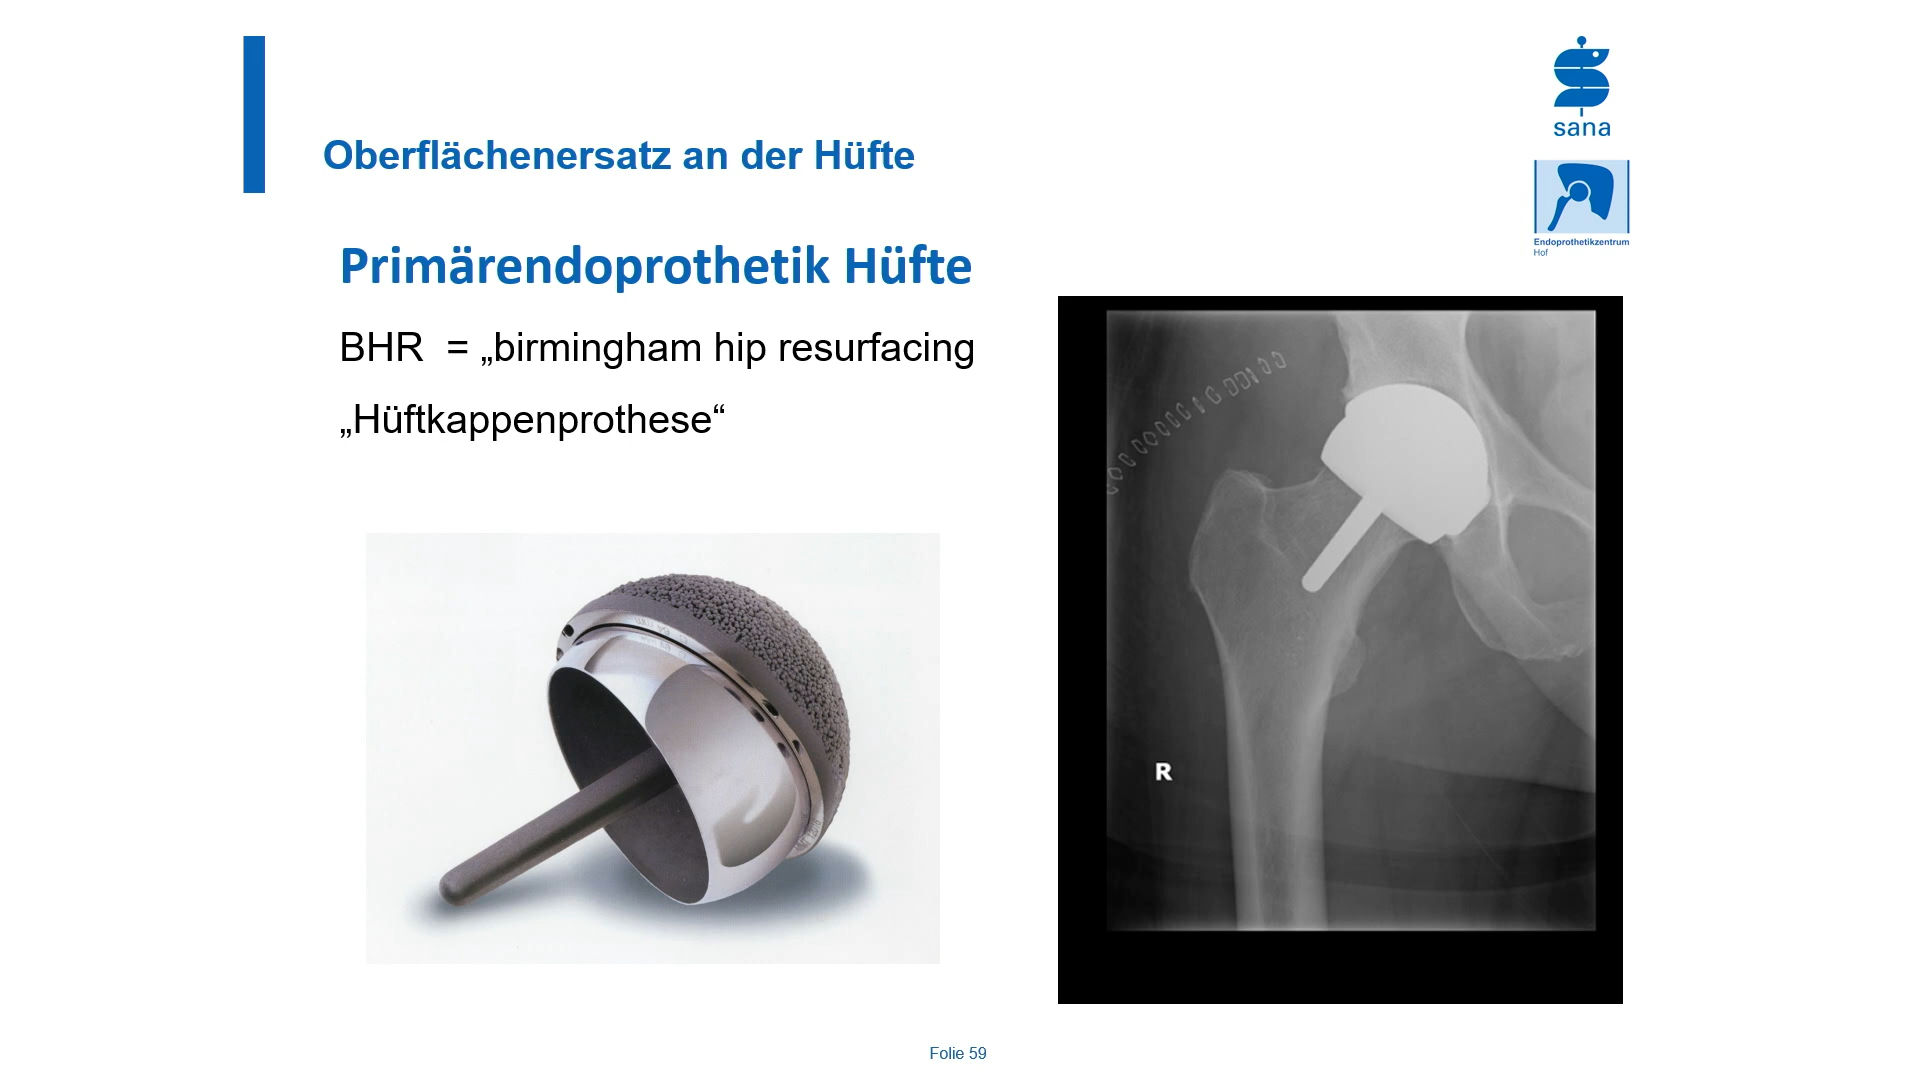 sana
Oberflächenersatz an der Hüfte
Endoprothetikzentrum
Hof
Primärendoprothetik Hüfte
BHR = „birmingham hip resurfacing
„Hüftkappenprothese“
R
Folie 59